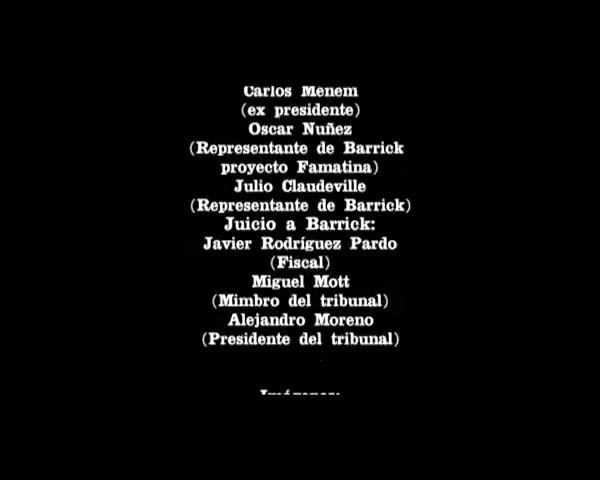 Carlos Menem
(ex presidente)
Oscar Nuñez
(Representante de Barrick
proyecto Famatina)
Julio Claudeville
(Representante de Barrick)
Juicio a Barrick:
Javier Rodríguez Pardo
(Fiscal)
Miguel Mott
(Mimbro del tribunal)
Alejandro Moreno
(Presidente del tribunal)